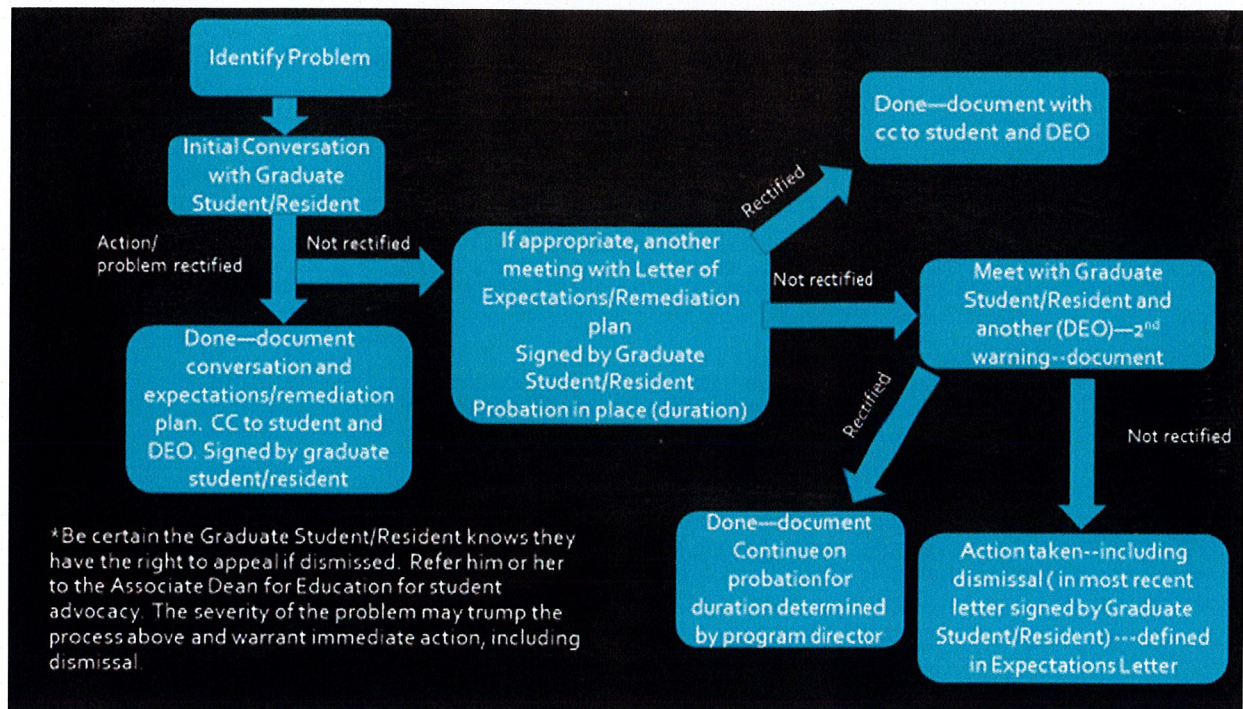 Identify Problem
Initial Conversation
with Graduate
Student/Resident
Action/
problem rectified
Not rectified
Done—document
conversation and
expectations/remediation
plan. CC to student and
DEO. Signed by graduate
student/resident
If appropriate, another
meeting with Letter of
Expectations/Remediation
plan
Signed by Graduate
Student/Resident
Probation in place (duration)
Rectified
Done—document with
cc to student and DEO
Not rectified
Meet with Graduate
Student/Resident and
another (DEO)—2nd
warning--document
Rectified
Done—document
Continue on
probation for
duration determined
by program director
Not rectified
Action taken--including
dismissal ( in most recent
letter signed by Graduate
Student/Resident) ---defined
in Expectations Letter
*Be certain the Graduate Student/Resident knows they
have the right to appeal if dismissed. Refer him or her
to the Associate Dean for Education for student
advocacy. The severity of the problem may trump the
process above and warrant immediate action, including
dismissal.